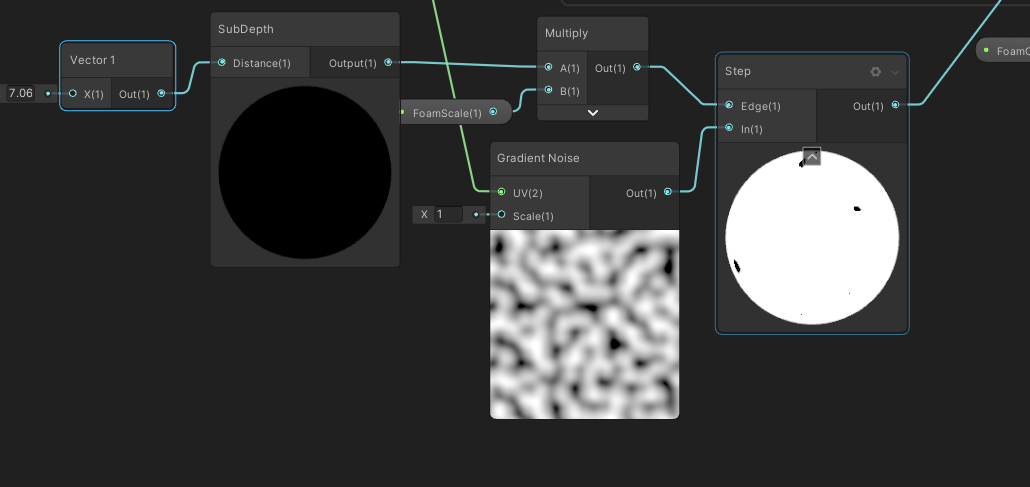 Vector 1
7.06
X(1)
Out(1)
SubDepth
Distance(1)
Output(1)
FoamScale(1)
Multiply
A(1)
Out(1)
B(1)
Gradient Noise
UV(2)
Out(1)
X 1
Scale(1)
Step
Edge(1)
Out(1)
In(1)